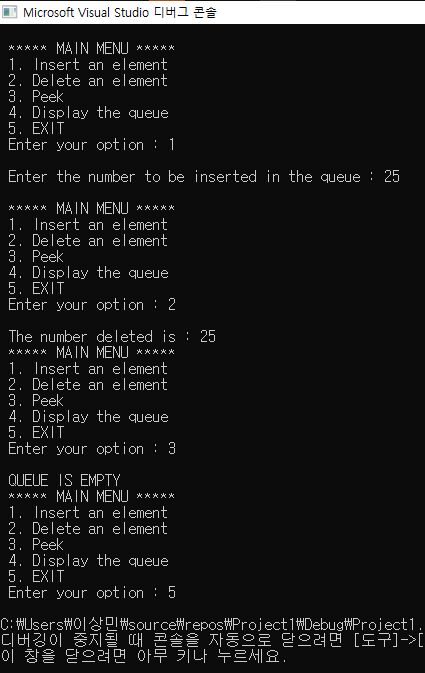 Microsoft Visual Studio 디버그 콘솔
***** MAIN MENU *****
1. Insert an element
2. Delete an element
3. Peek
4. Display the queue
5. EXIT
Enter your option : 1
Enter the number to be inserted in the queue : 25
***** MAIN MENU *****
1. Insert an element
2. Delete an element
3. Peek
4. Display the queue
5. EXIT
Enter your option : 2
The number deleted is : 25
***** MAIN MENU *****
1. Insert an element
2. Delete an element
3. Peek
4. Display the queue
5. EXIT
Enter your option : 3
QUEUE IS EMPTY
***** MAIN MENU *****
1. Insert an element
2. Delete an element
3. Peek
4. Display the queue
5. EXIT
Enter your option : 5
C:₩Users₩이상민₩source₩repos₩Project1₩Debug₩Project1.
디버깅이 중지될 때 콘솔을 자동으로 닫으려면 [도구]->[
이 창을 닫으려면 아무 키나 누르세요.